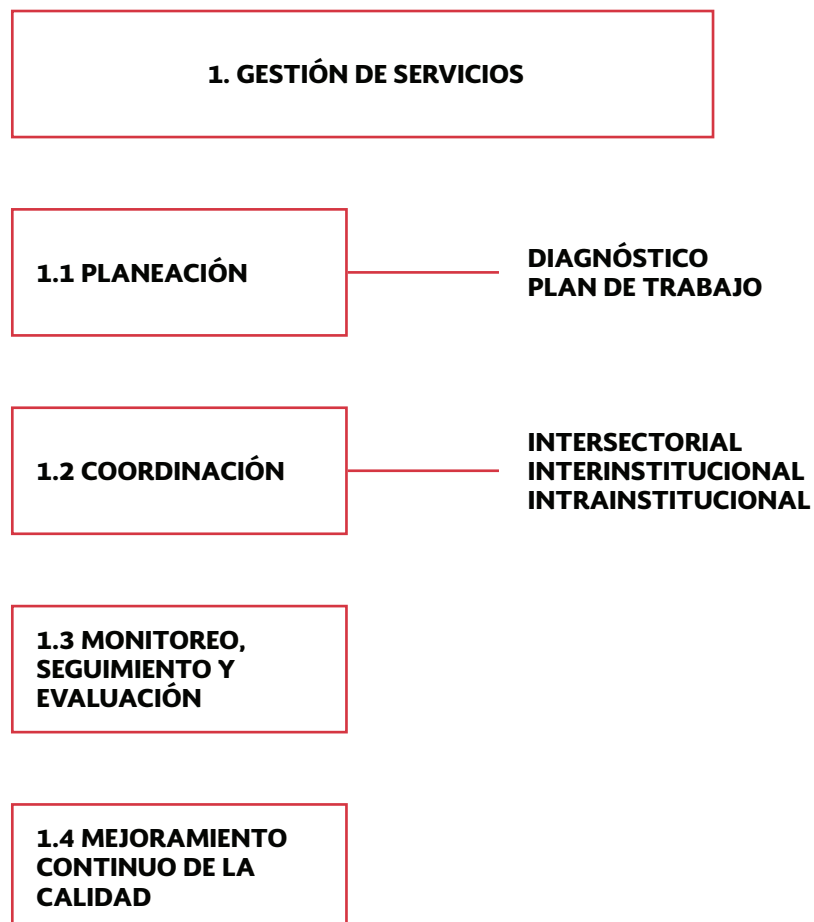 1. GESTIÓN DE SERVICIOS
1.1 PLANEACIÓN
DIAGNÓSTICO
PLAN DE TRABAJO
1.2 COORDINACIÓN
INTERSECTORIAL
INTERINSTITUCIONAL
INTRAINSTITUCIONAL
1.3 MONITOREO,
SEGUIMIENTO Y
EVALUACIÓN
1.4 MEJORAMIENTO
CONTINUO DE LA
CALIDAD